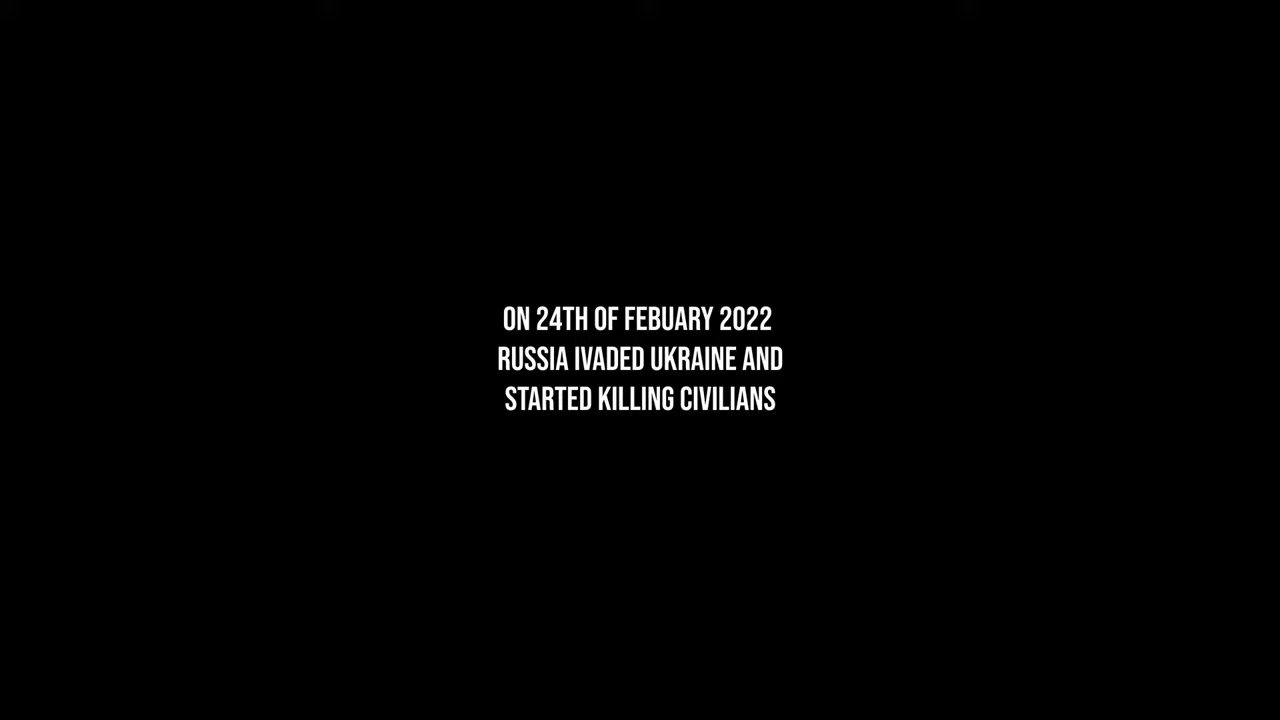 ON 24TH OF FEBUARY 2022
RUSSIA IVADED UKRAINE AND
STARTED KILLING CIVILIANS